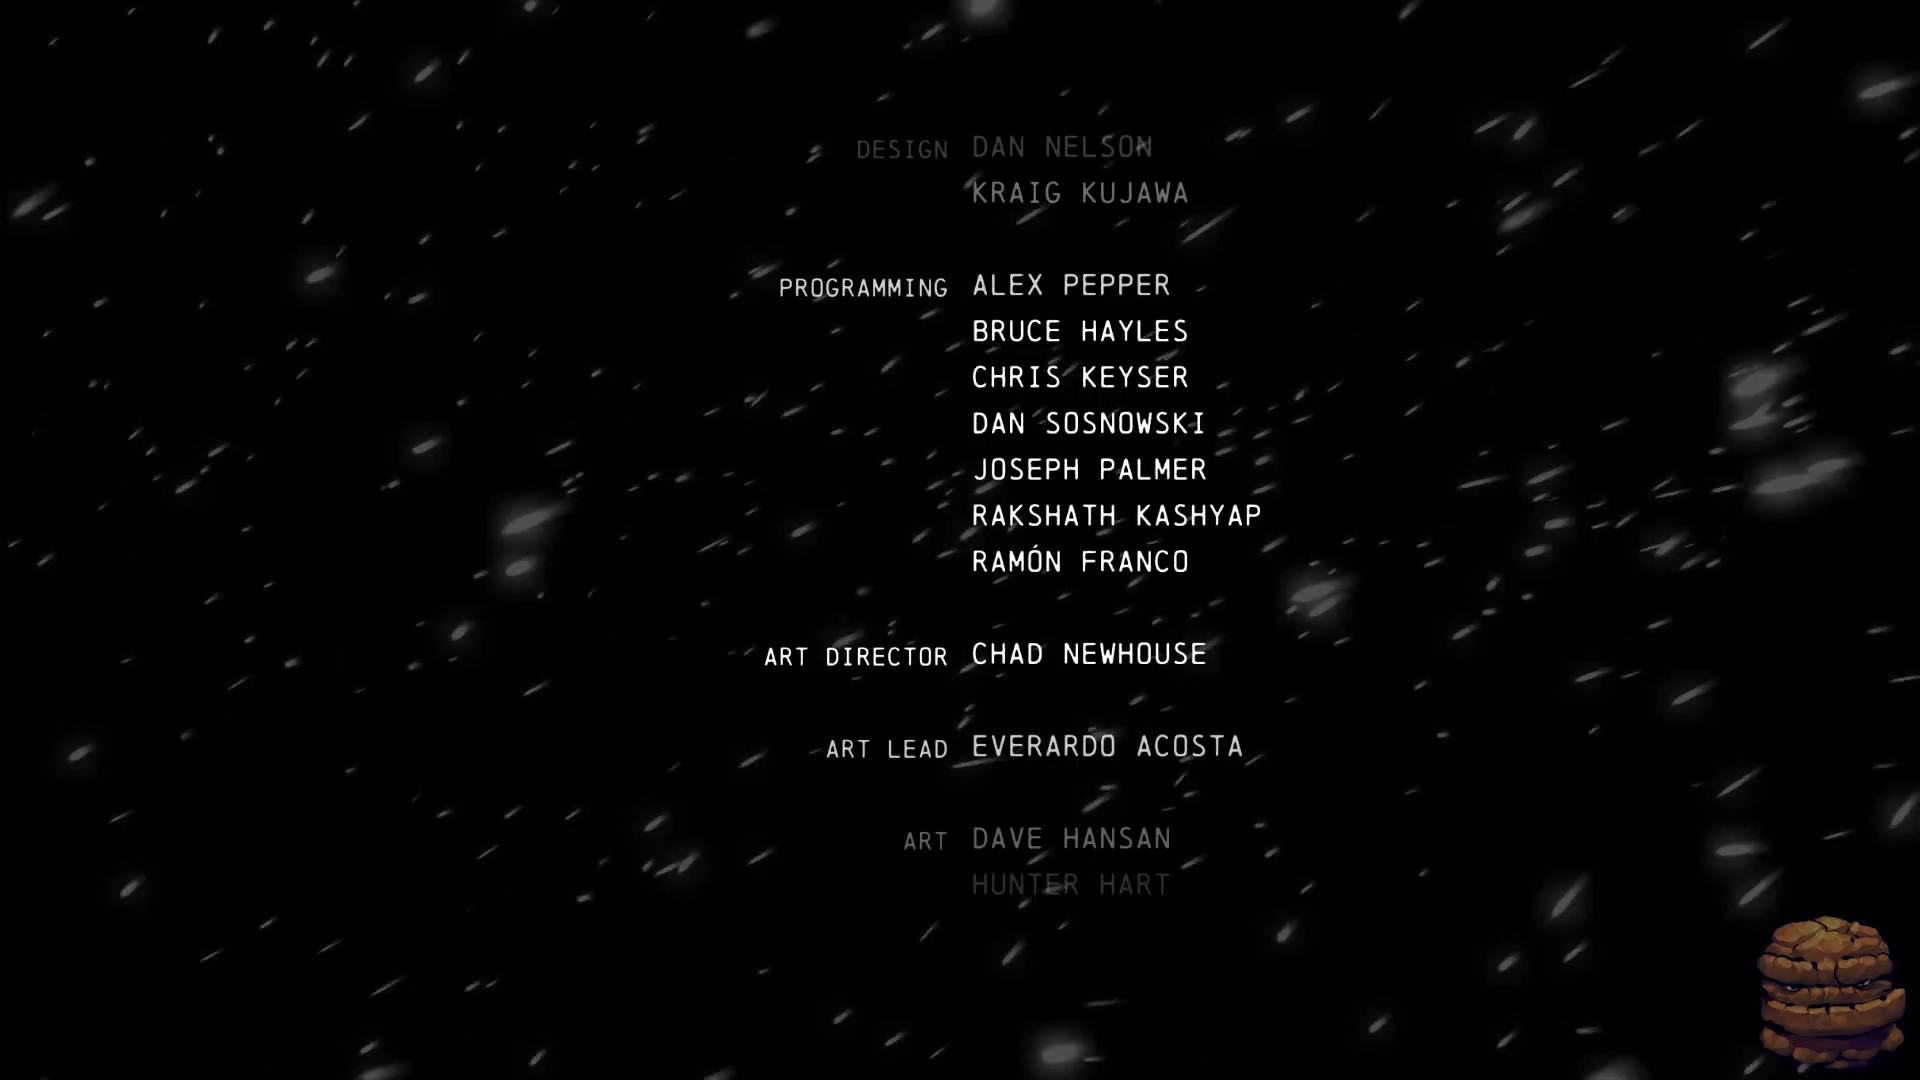 DESIGN DAN NELSON
KRAIG KUJAWA
PROGRAMMING ALEX PEPPER
BRUCE HAYLES
CHRIS KEYSER
DAN SOSNOWSKI
JOSEPH PALMER
RAKSHATH KASHYAP
RAMÓN FRANCO
ART DIRECTOR CHAD NEWHOUSE
ART LEAD EVERARDO ACOSTA
ART DAVE HANSAN
HUNTER HART